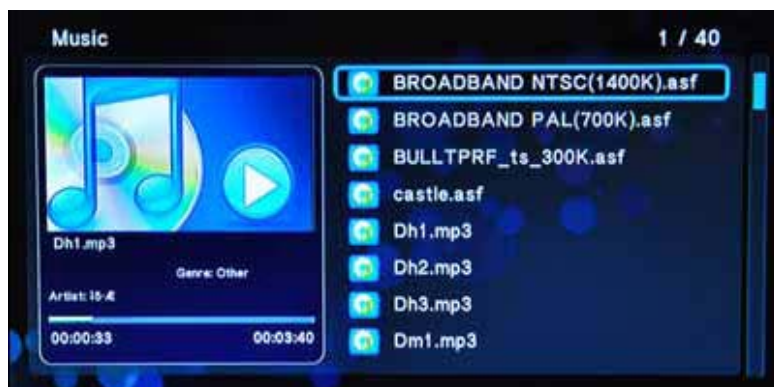 Music
1 / 40
BROADBAND NTSC(1400K).asf
BROADBAND PAL(700K).asf
BULLTPRF_ts_300K.asf
castle.asf
Dh1.mp3
Dh2.mp3
Dh3.mp3
Dm1.mp3
Dh1.mp3
Genre: Other
Artist:
00:00:33
00:03:40